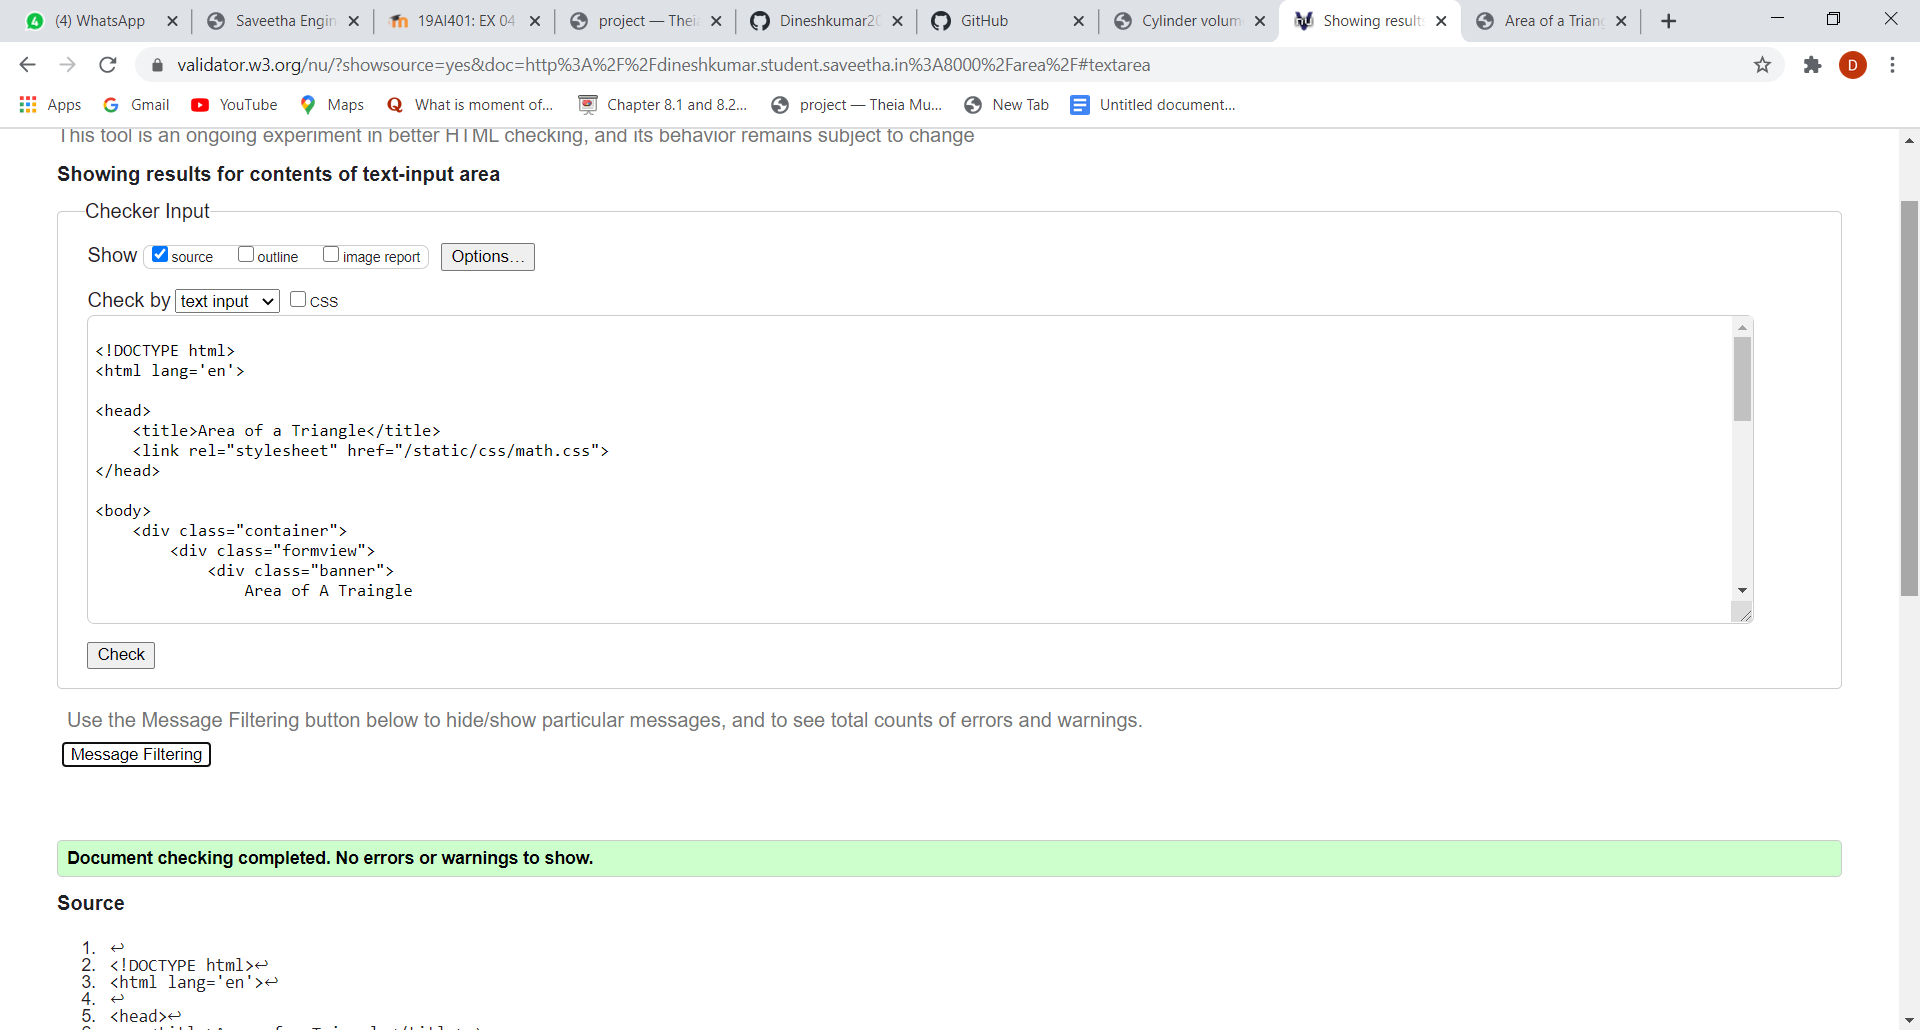 (4) WhatsApp
Saveetha Engin
19AI401: EX 04
project — Theia
Dineshkumar20
GitHub
Cylinder volum
Showing results
Area of a Triang
validator.w3.org/nu/?showsource=yes&doc=http%3A%2F%2Fdineshkumar.student.saveetha.in%3A8000%2Farea%2F#textarea
D
Apps Gmail YouTube Maps What is moment of... Chapter 8.1 and 8.2... project — Theia Mu... New Tab Untitled document...
This tool is an ongoing experiment in better HTML checking, and its behavior remains subject to change
Showing results for contents of text-input area
Checker Input
Show source outline image report Options...
Check by text input CSS
<!DOCTYPE html>
<html lang='en'>
<head>
<title>Area of a Triangle</title>
<link rel="stylesheet" href="/static/css/math.css">
</head>
<body>
<div class="container">
<div class="formview">
<div class="banner">
Area of A Traingle
Check
Use the Message Filtering button below to hide/show particular messages, and to see total counts of errors and warnings.
Message Filtering
Document checking completed. No errors or warnings to show.
Source
1. ↩
2. <!DOCTYPE html>↩
3. <html lang='en'>↩
4. ↩
5. <head>↩